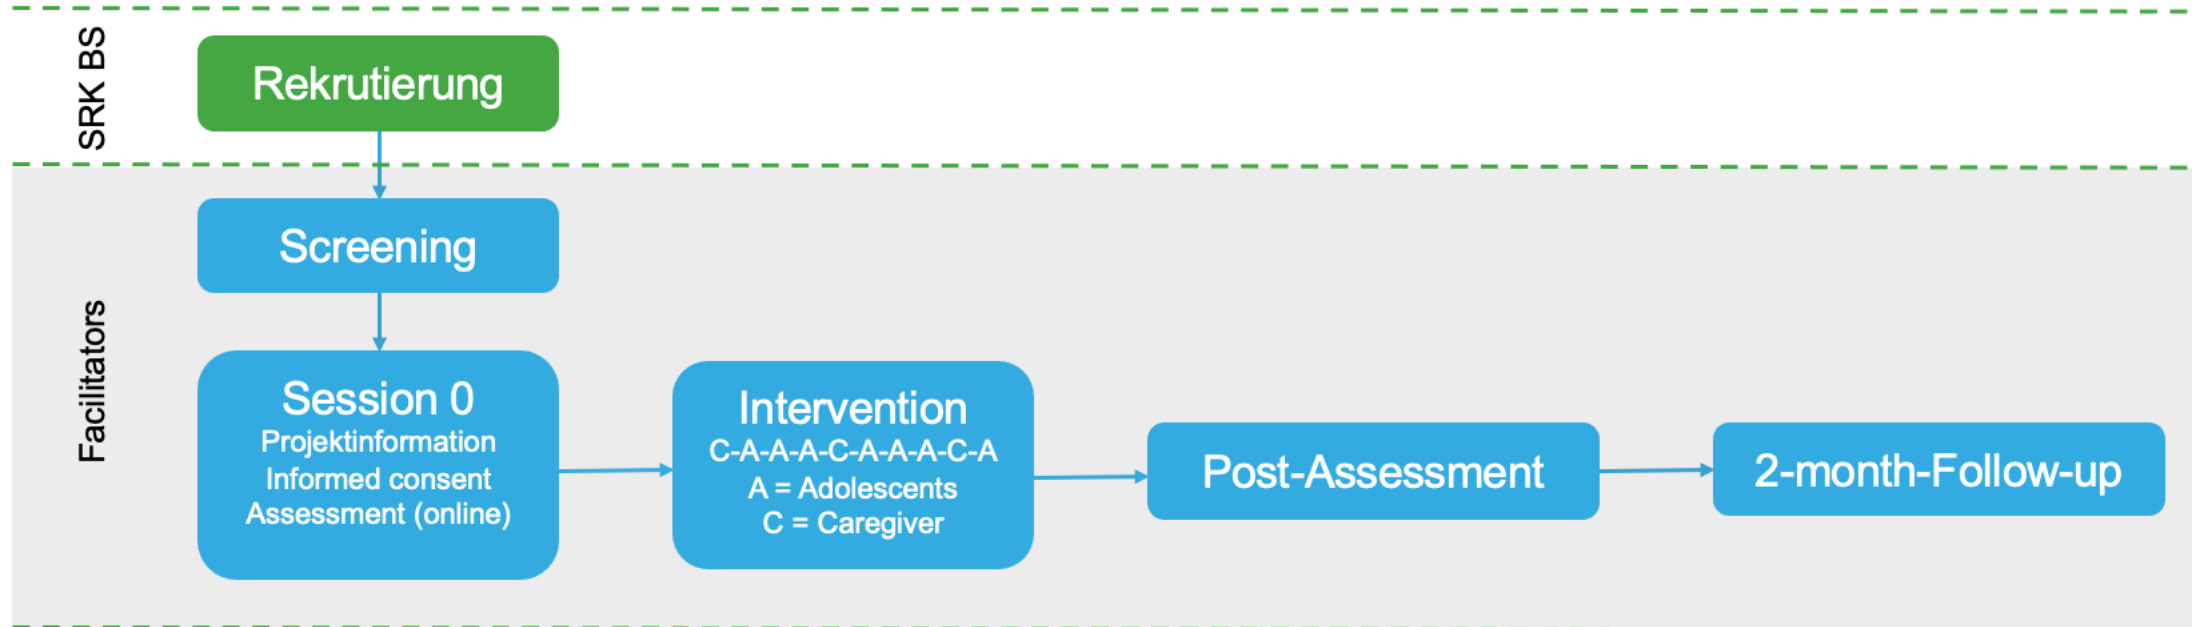 SRK BS
Rekrutierung
Facilitators
Screening
Session 0
Projektinformation
Informed consent
Assessment (online)
Intervention
C-A-A-A-C-A-A-A-C-A
A = Adolescents
C = Caregiver
Post-Assessment
2-month-Follow-up